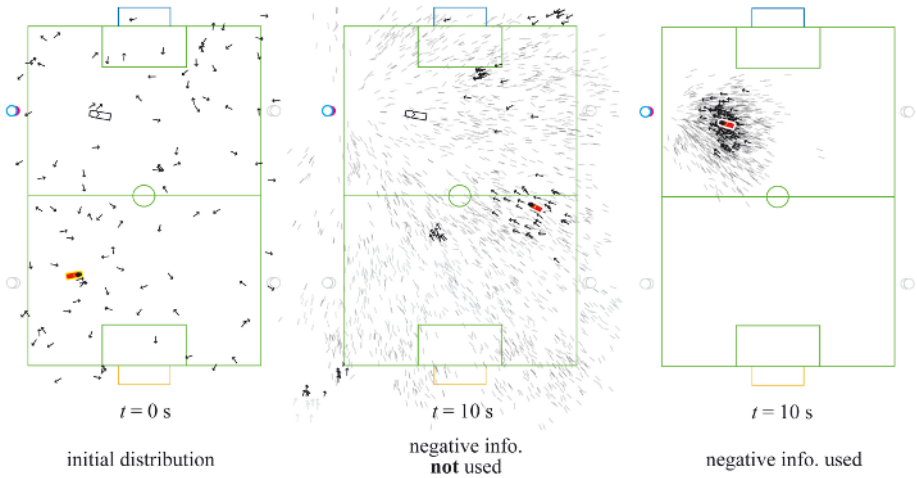 t = 0 s
t = 10 s
t = 10 s
initial distribution
negative info.
not used
negative info. used